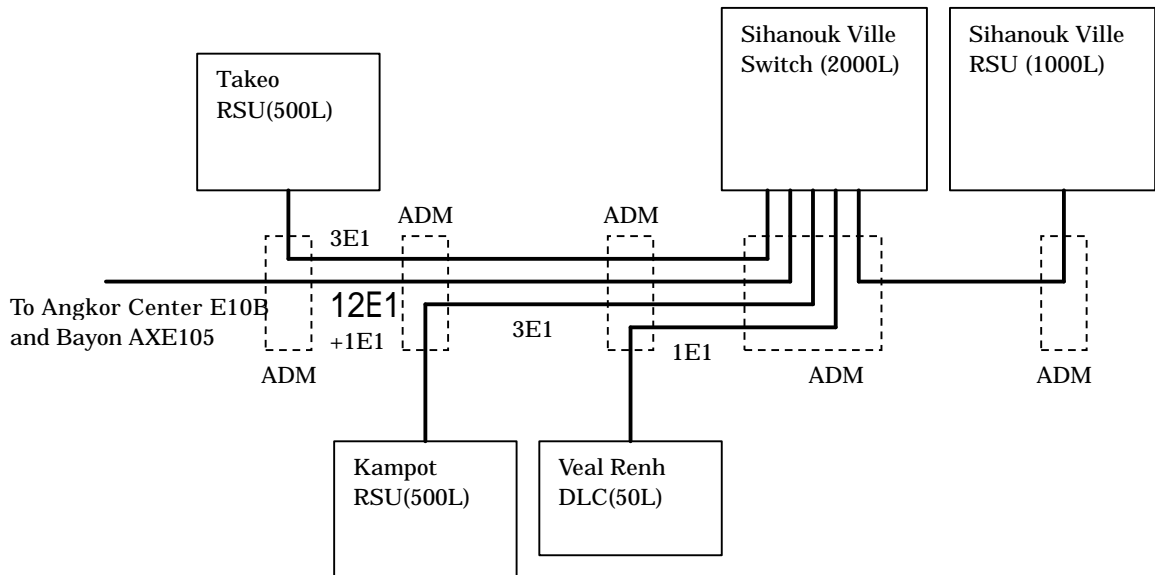 Sihanouk Ville
Switch (2000L)
Sihanouk Ville
RSU (1000L)
Takeo
RSU(500L)
ADM
ADM
3E1
To Angkor Center E10B
and Bayon AXE105
12E1
+1E1
3E1
1E1
ADM
ADM
ADM
Kampot
RSU(500L)
Veal Renh
DLC(50L)